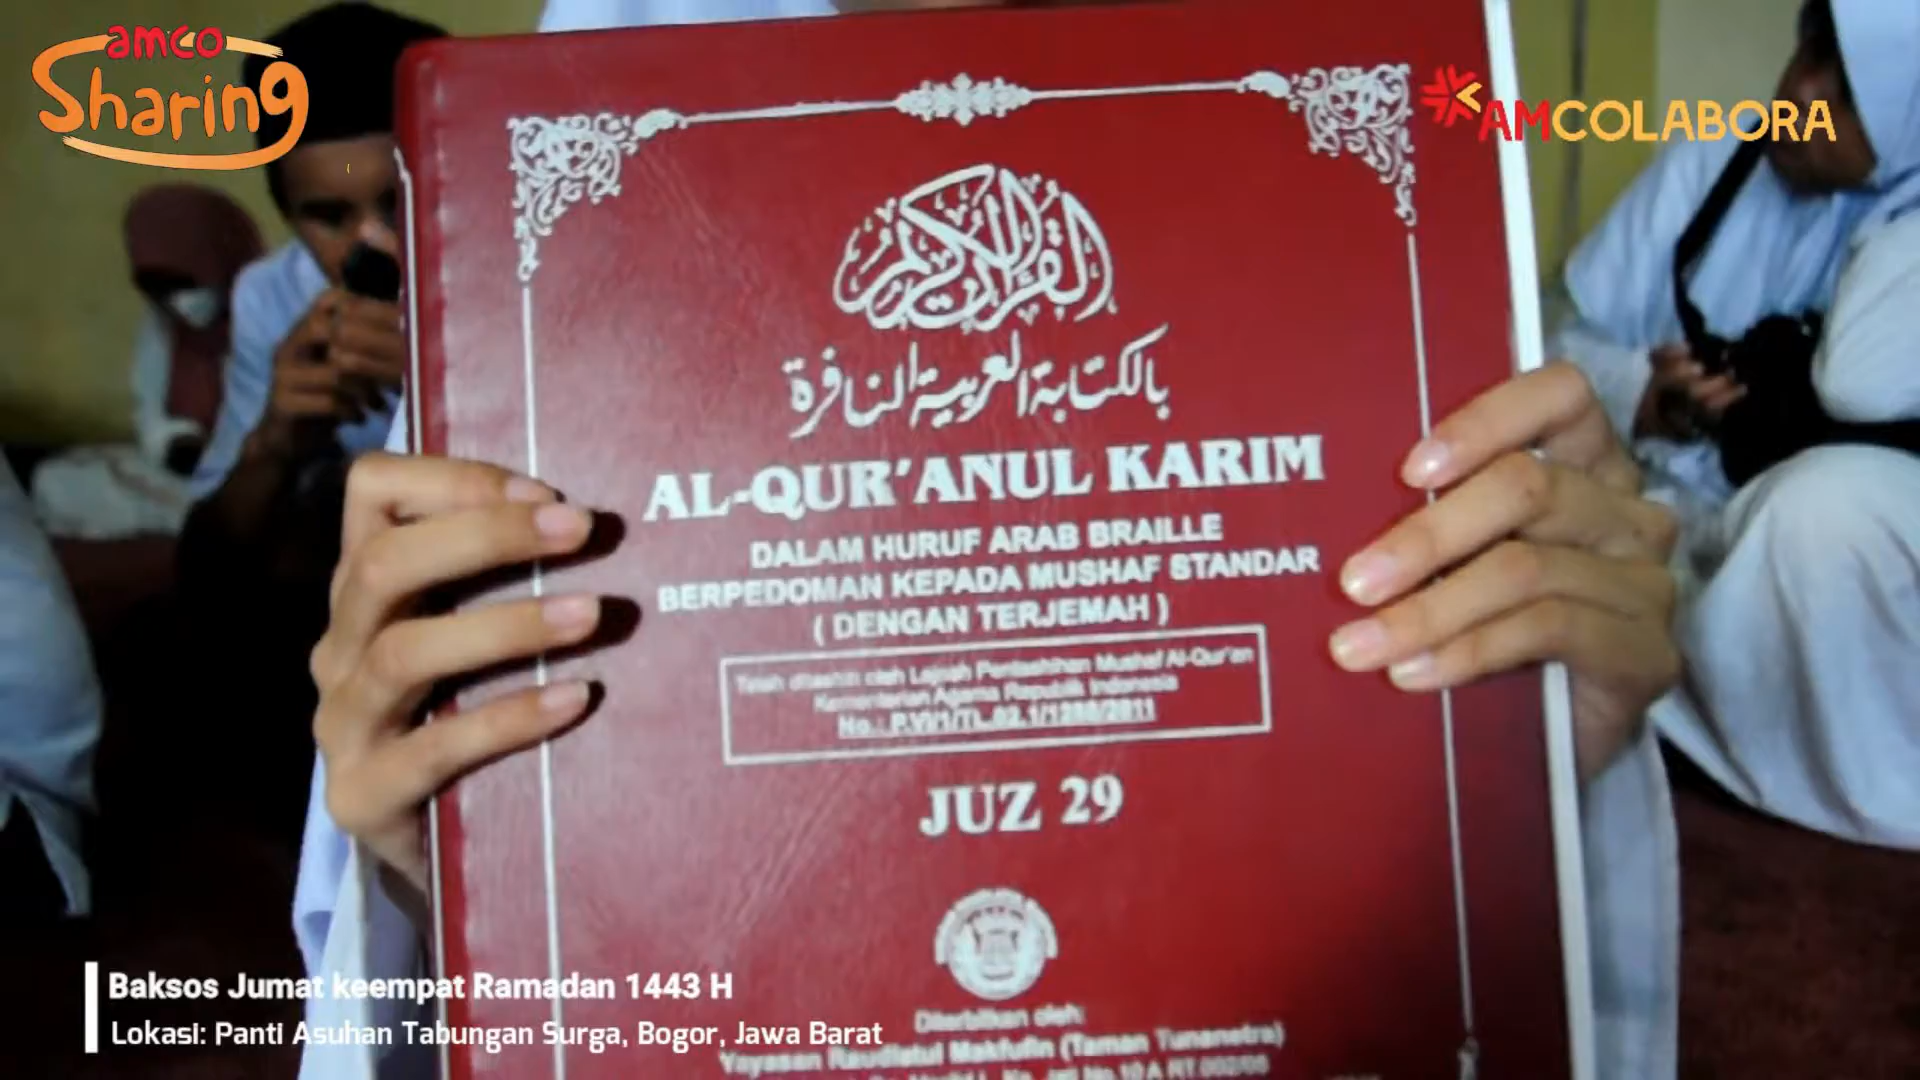 amco
Sharing
AMCOLABORA
القرآن الكريم
بالكتابة العربية النافرة
AL-QUR'ANUL KARIM
DALAM HURUF ARAB BRAILLE
BERPEDOMAN KEPADA MUSHAF STANDAR
( DENGAN TERJEMAH )
Telah ditashih oleh Lajnah Pentashihan Mushaf Al-Qur'an
Kementerian Agama Republik Indonesia
JUZ 29
Diterbitkan oleh:
Yayasan Raudlatul Makfufin (Taman Tunanetra)
Baksos Jumat keempat Ramadan 1443 H
Lokasi: Panti Asuhan Tabungan Surga, Bogor, Jawa Barat